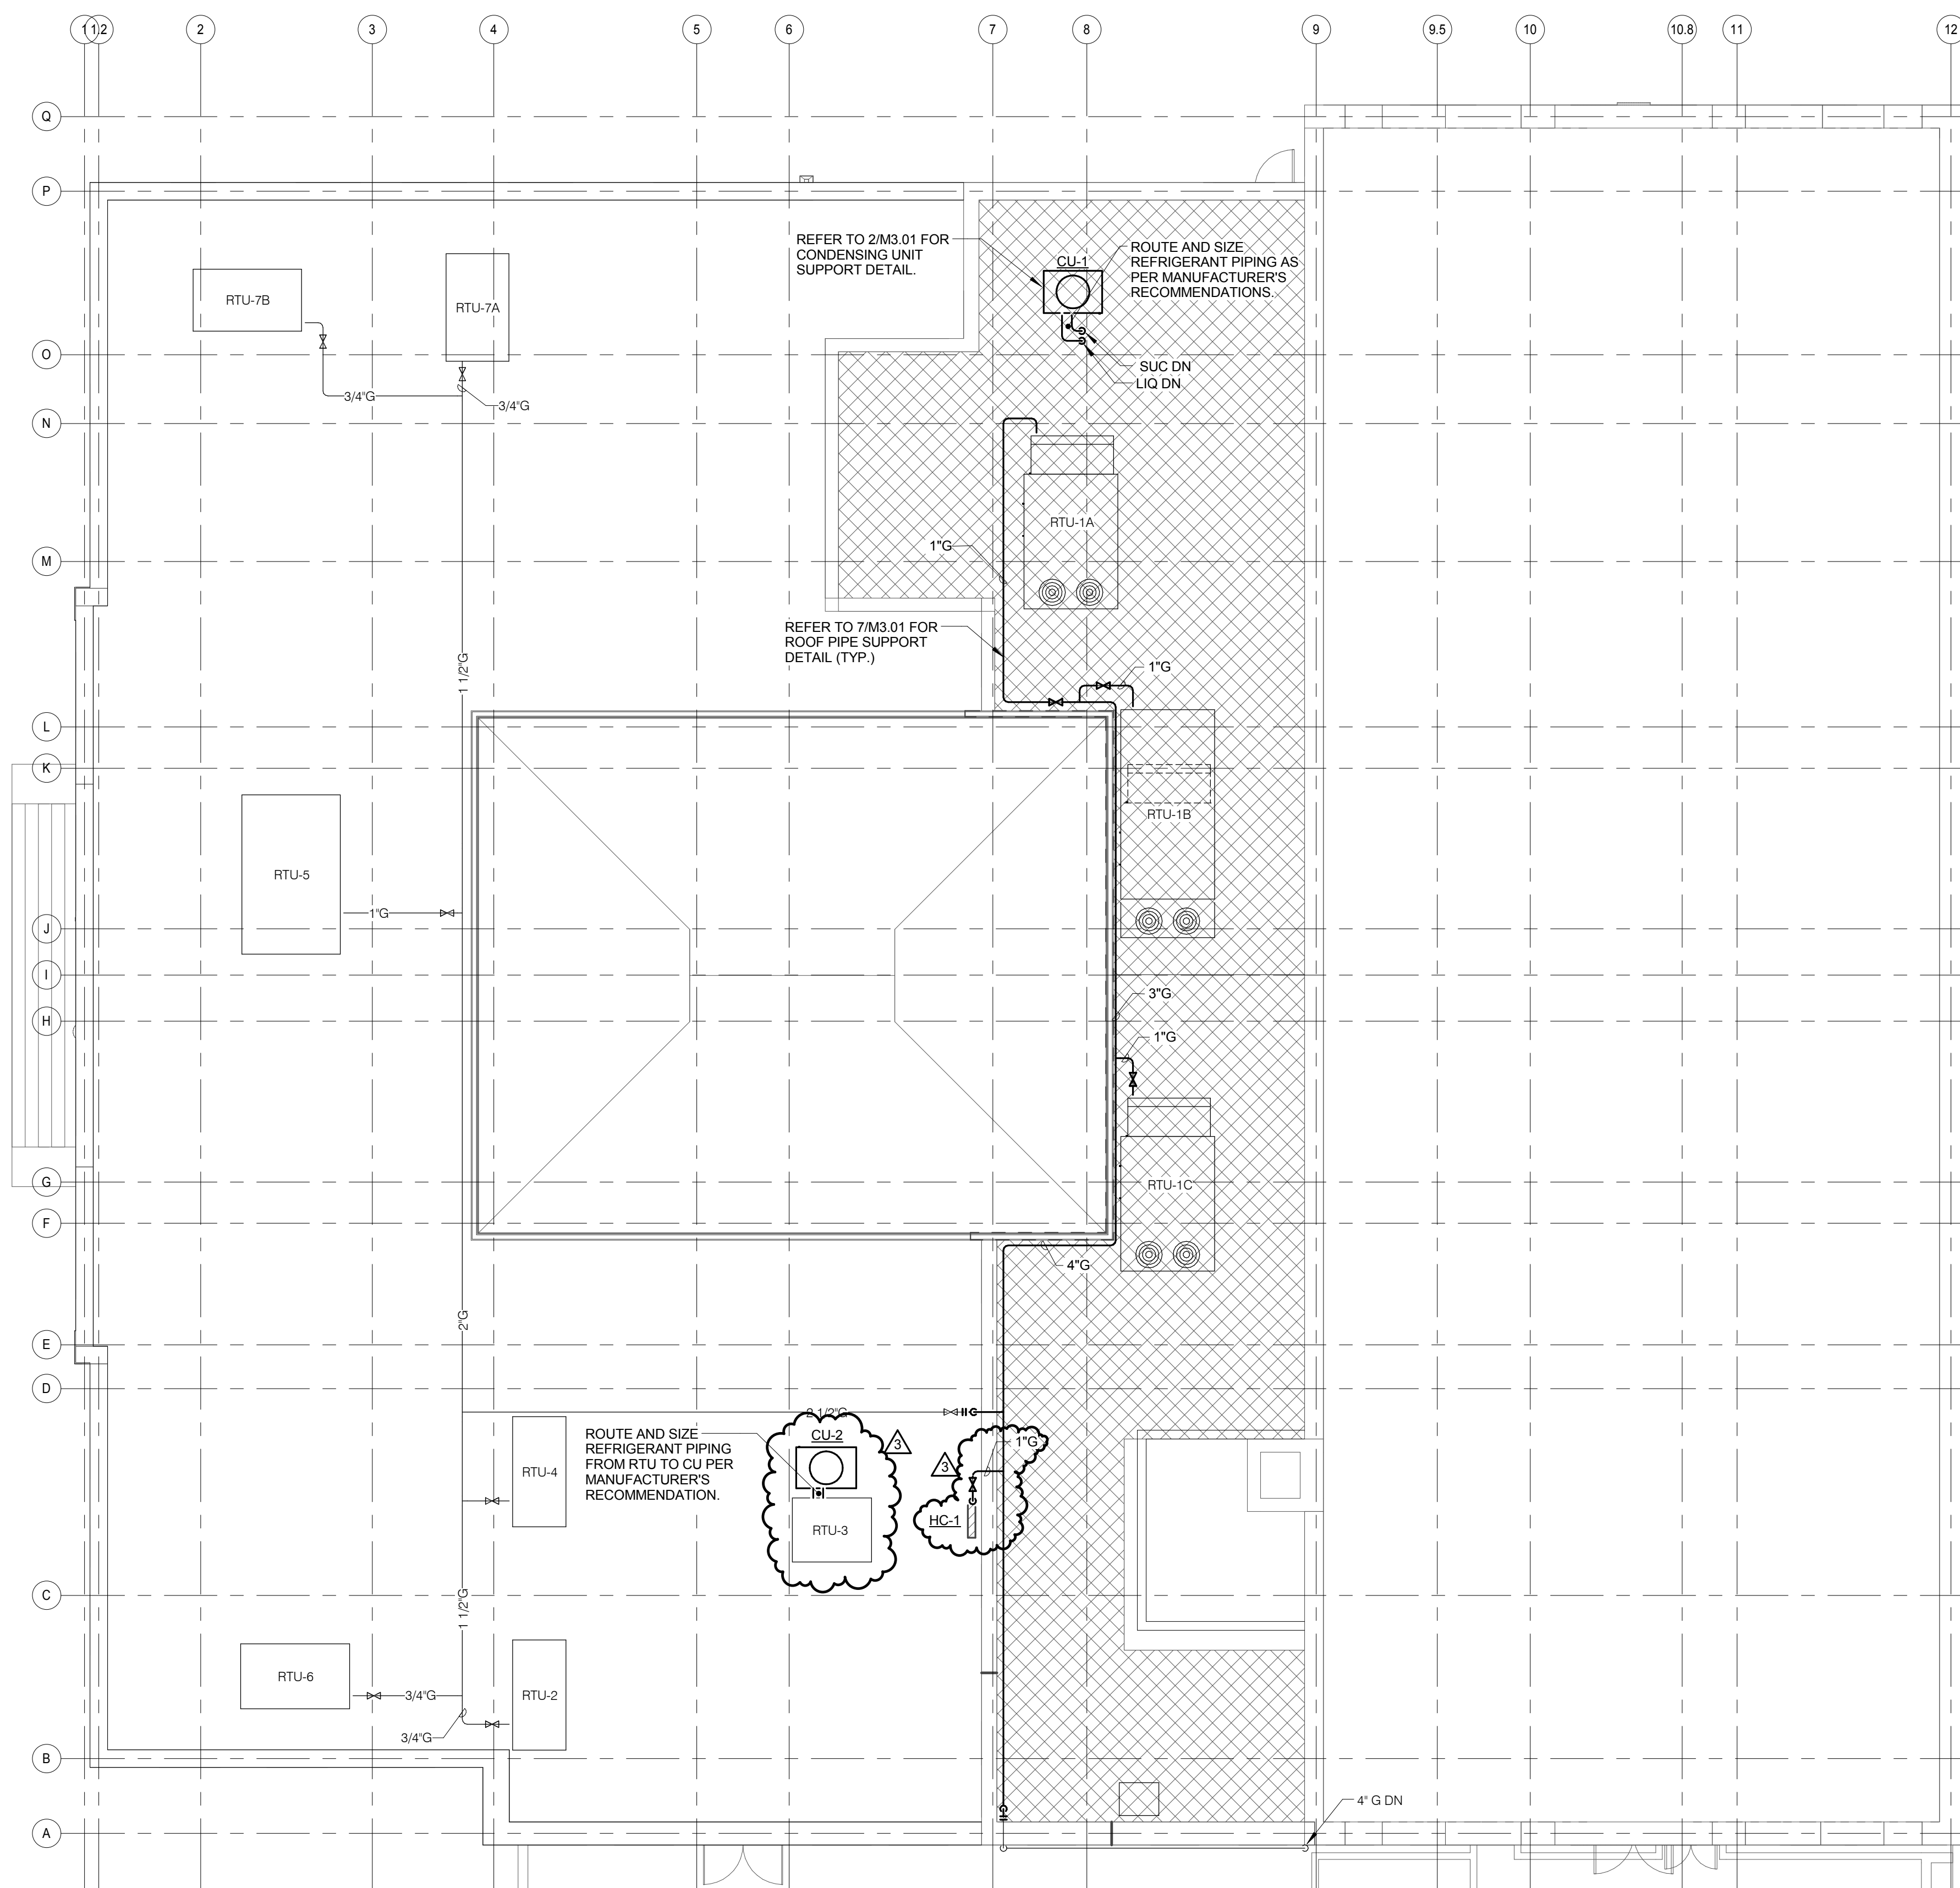 1
1.2
2
3
4
5
6
7
8
9
9.5
10
10.8
11
12
Q
P
O
N
M
L
K
J
I
H
G
F
E
D
C
B
A
REFER TO 2/M3.01 FOR
CONDENSING UNIT
SUPPORT DETAIL.
CU-1
ROUTE AND SIZE
REFRIGERANT PIPING AS
PER MANUFACTURER'S
RECOMMENDATIONS.
SUC DN
LIQ DN
RTU-7B
RTU-7A
3/4"G
3/4"G
RTU-1A
1"G
REFER TO 7/M3.01 FOR
ROOF PIPE SUPPORT
DETAIL (TYP.)
1 1/2"G
1"G
RTU-1B
RTU-5
1"G
3"G
1"G
RTU-1C
4"G
2"G
2 1/2"G
ROUTE AND SIZE
REFRIGERANT PIPING
FROM RTU TO CU PER
MANUFACTURER'S
RECOMMENDATION.
CU-2
3
RTU-3
RTU-4
3
1"G
HC-1
1 1/2"G
RTU-6
3/4"G
RTU-2
3/4"G
4" G DN